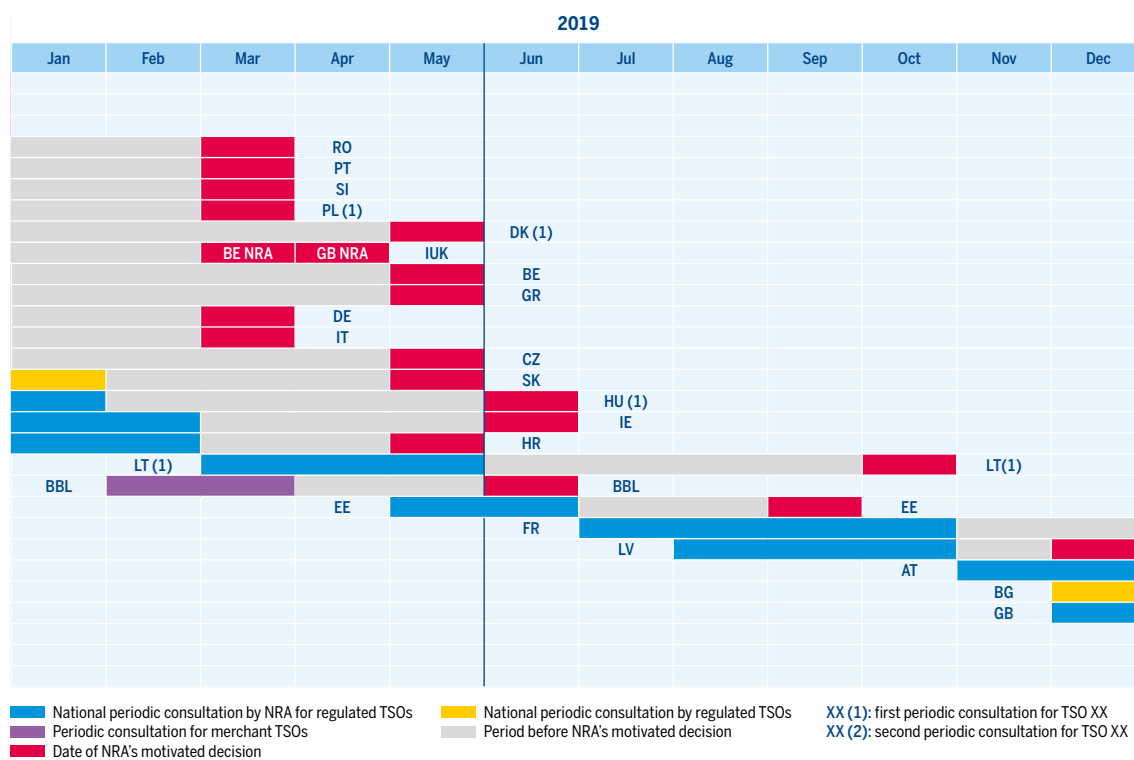 2019
Jan Feb Mar Apr May Jun Jul Aug Sep Oct Nov Dec
RO
PT
SI
PL (1)
DK (1)
BE NRA GB NRA IUK
BE
GR
DE
IT
CZ
SK
HU (1)
IE
HR
LT (1) LT(1)
BBL BBL
EE EE
FR
LV
AT
BG
GB
National periodic consultation by NRA for regulated TSOs
Periodic consultation for merchant TSOs
Date of NRA's motivated decision
National periodic consultation by regulated TSOs
Period before NRA's motivated decision
XX (1): first periodic consultation for TSO XX
XX (2): second periodic consultation for TSO XX